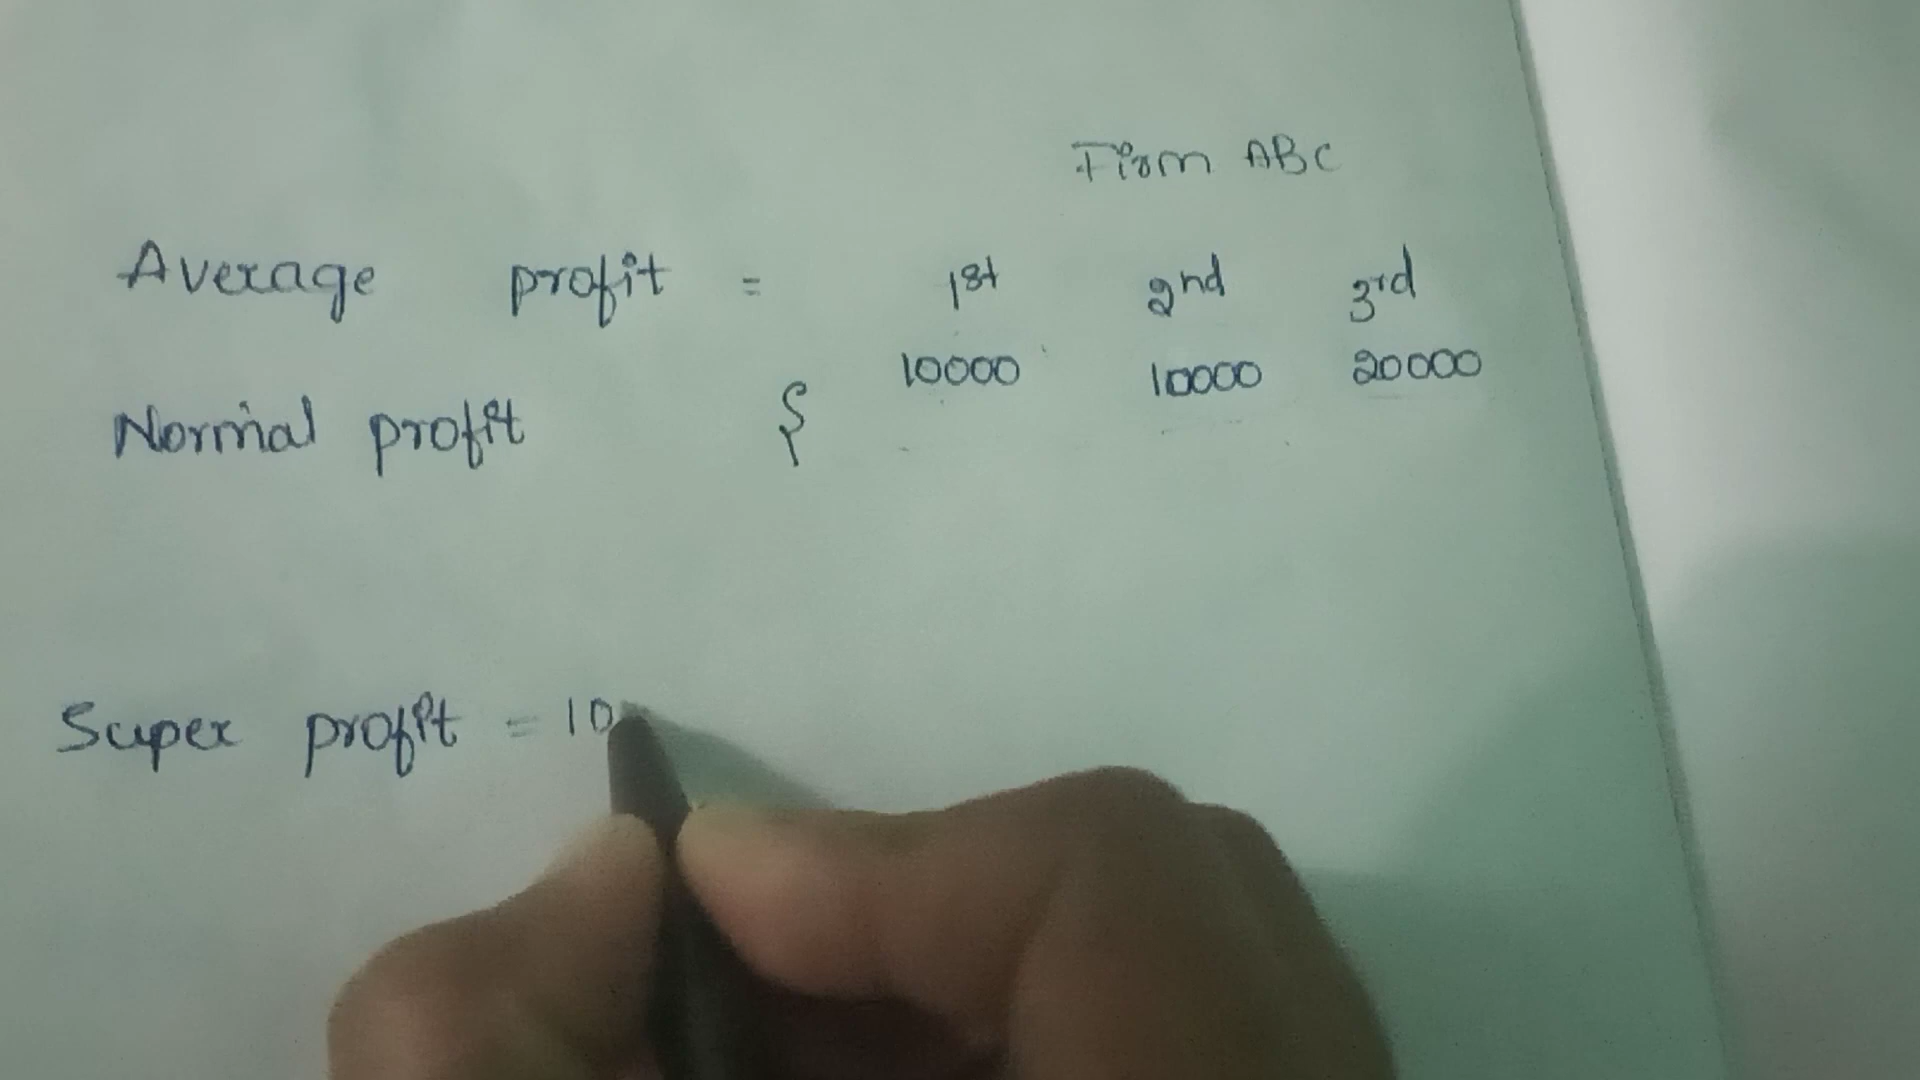 Firm ABC
Average profit = 1st 2nd 3rd
10000 10000 20000
Normal profit {
Super profit = 10